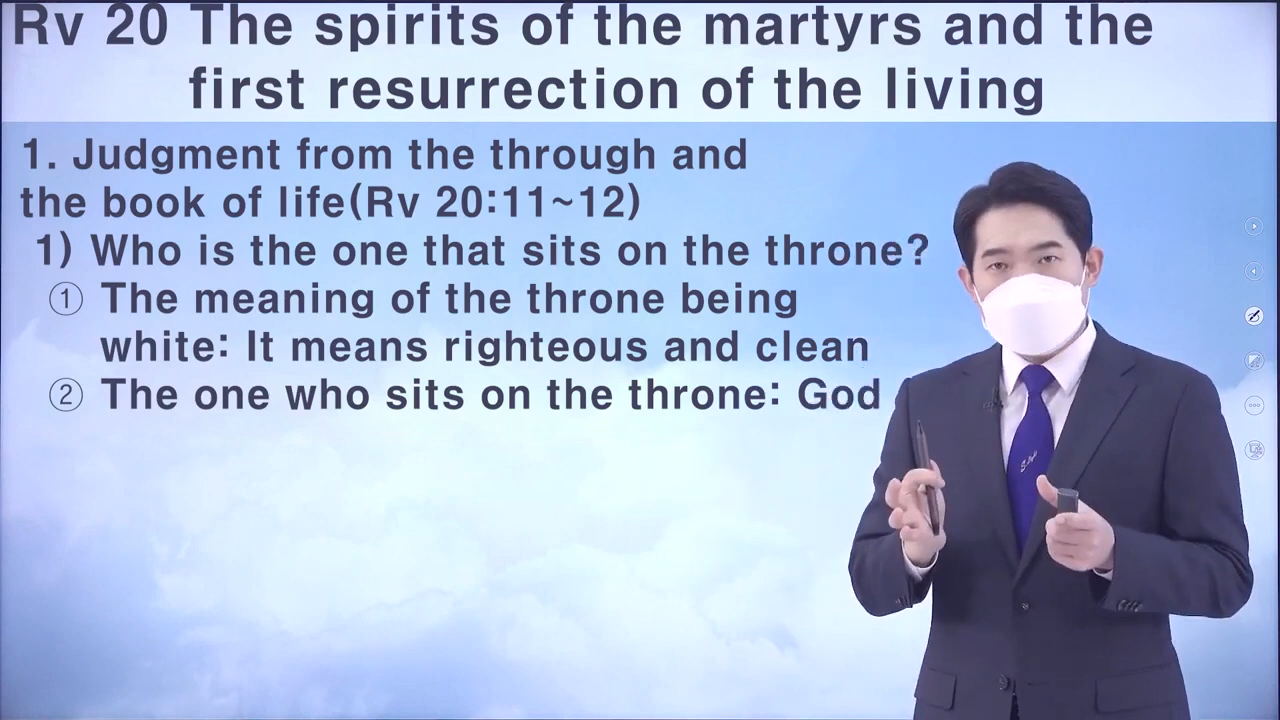 Rv 20 The spirits of the martyrs and the
first resurrection of the living
1. Judgment from the through and
the book of life(Rv 20:11~12)
1) Who is the one that sits on the throne?
① The meaning of the throne being
white: It means righteous and clean
② The one who sits on the throne: God